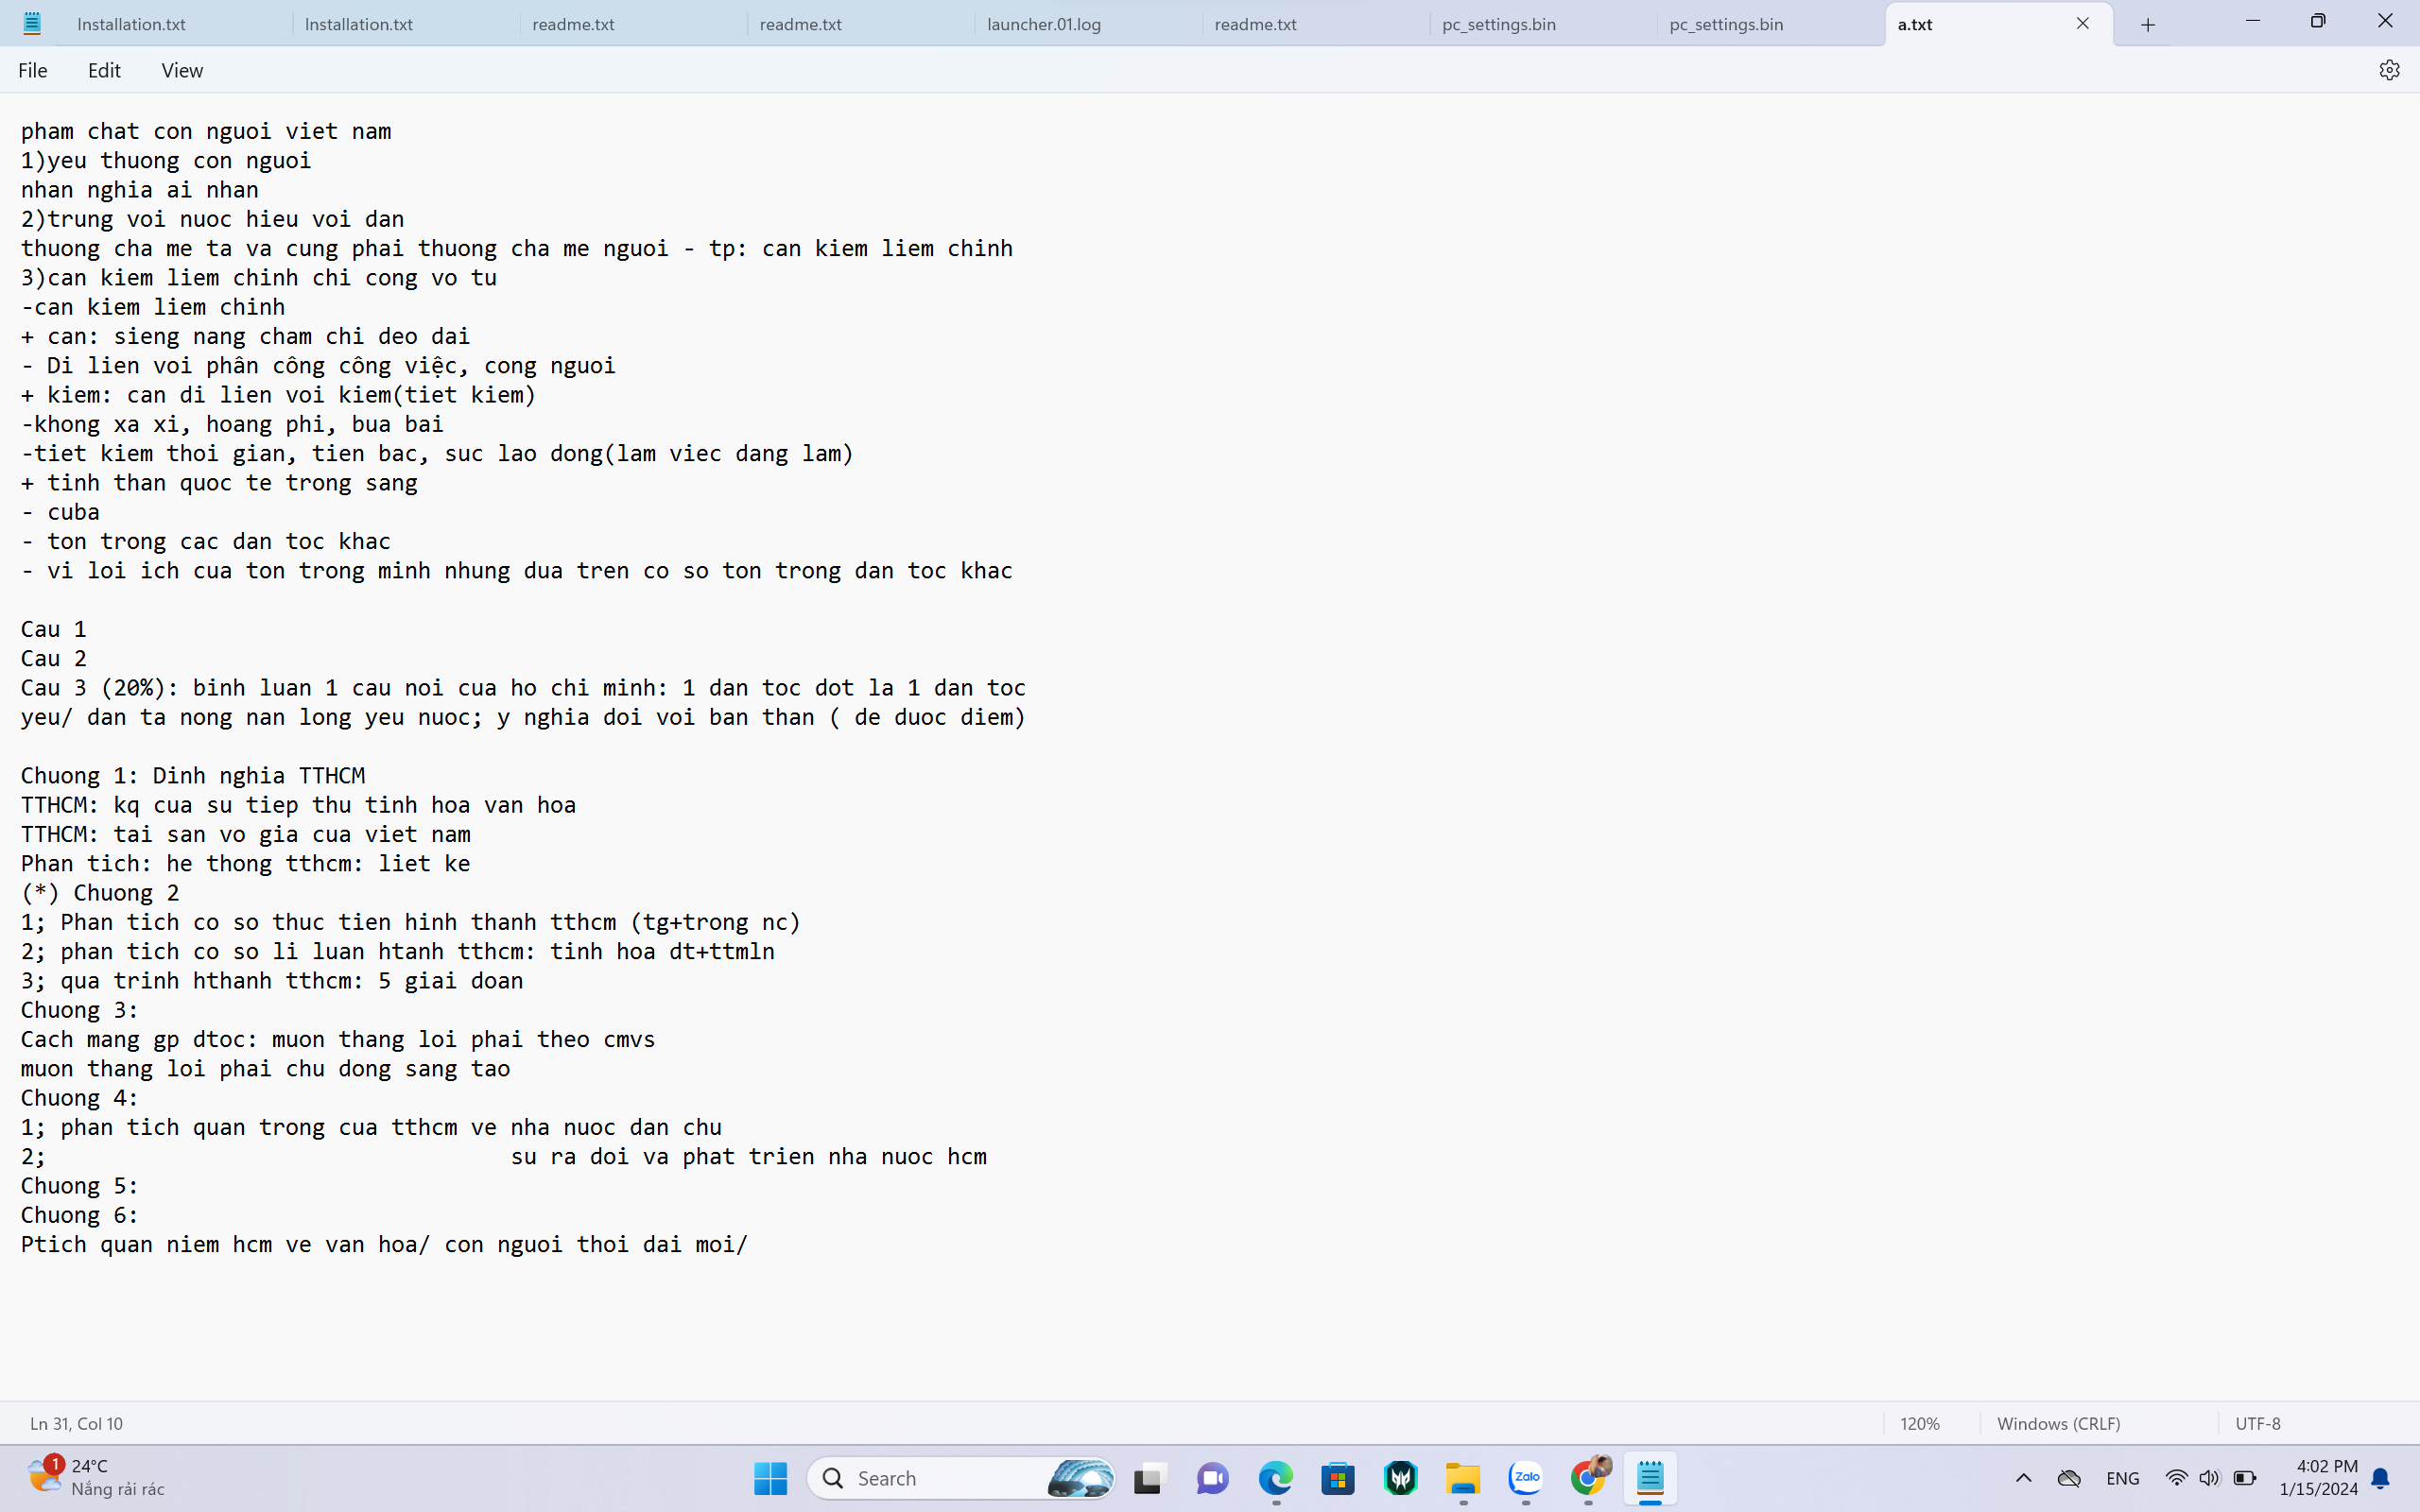 Installation.txt
Installation.txt
readme.txt
readme.txt
launcher.01.log
readme.txt
pc_settings.bin
pc_settings.bin
a.txt
File Edit View
pham chat con nguoi viet nam
1)yeu thuong con nguoi
nhan nghia ai nhan
2)trung voi nuoc hieu voi dan
thuong cha me ta va cung phai thuong cha me nguoi - tp: can kiem liem chinh
3)can kiem liem chinh chi cong vo tu
-can kiem liem chinh
+ can: sieng nang cham chi deo dai
- Di lien voi phân công công việc, cong nguoi
+ kiem: can di lien voi kiem(tiet kiem)
-khong xa xi, hoang phi, bua bai
-tiet kiem thoi gian, tien bac, suc lao dong(lam viec dang lam)
+ tinh than quoc te trong sang
- cuba
- ton trong cac dan toc khac
- vi loi ich cua ton trong minh nhung dua tren co so ton trong dan toc khac
Cau 1
Cau 2
Cau 3 (20%): binh luan 1 cau noi cua ho chi minh: 1 dan toc dot la 1 dan toc
yeu/ dan ta nong nan long yeu nuoc; y nghia doi voi ban than ( de duoc diem)
Chuong 1: Dinh nghia TTHCM
TTHCM: kq cua su tiep thu tinh hoa van hoa
TTHCM: tai san vo gia cua viet nam
Phan tich: he thong tthcm: liet ke
(*) Chuong 2
1; Phan tich co so thuc tien hinh thanh tthcm (tg+trong nc)
2; phan tich co so li luan htanh tthcm: tinh hoa dt+ttmln
3; qua trinh hthanh tthcm: 5 giai doan
Chuong 3:
Cach mang gp dtoc: muon thang loi phai theo cmvs
muon thang loi phai chu dong sang tao
Chuong 4:
1; phan tich quan trong cua tthcm ve nha nuoc dan chu
2; su ra doi va phat trien nha nuoc hcm
Chuong 5:
Chuong 6:
Ptich quan niem hcm ve van hoa/ con nguoi thoi dai moi/
Ln 31, Col 10
120%
Windows (CRLF)
UTF-8
1
24°C
Nắng rải rác
Search
Zalo
ENG
4:02 PM
1/15/2024